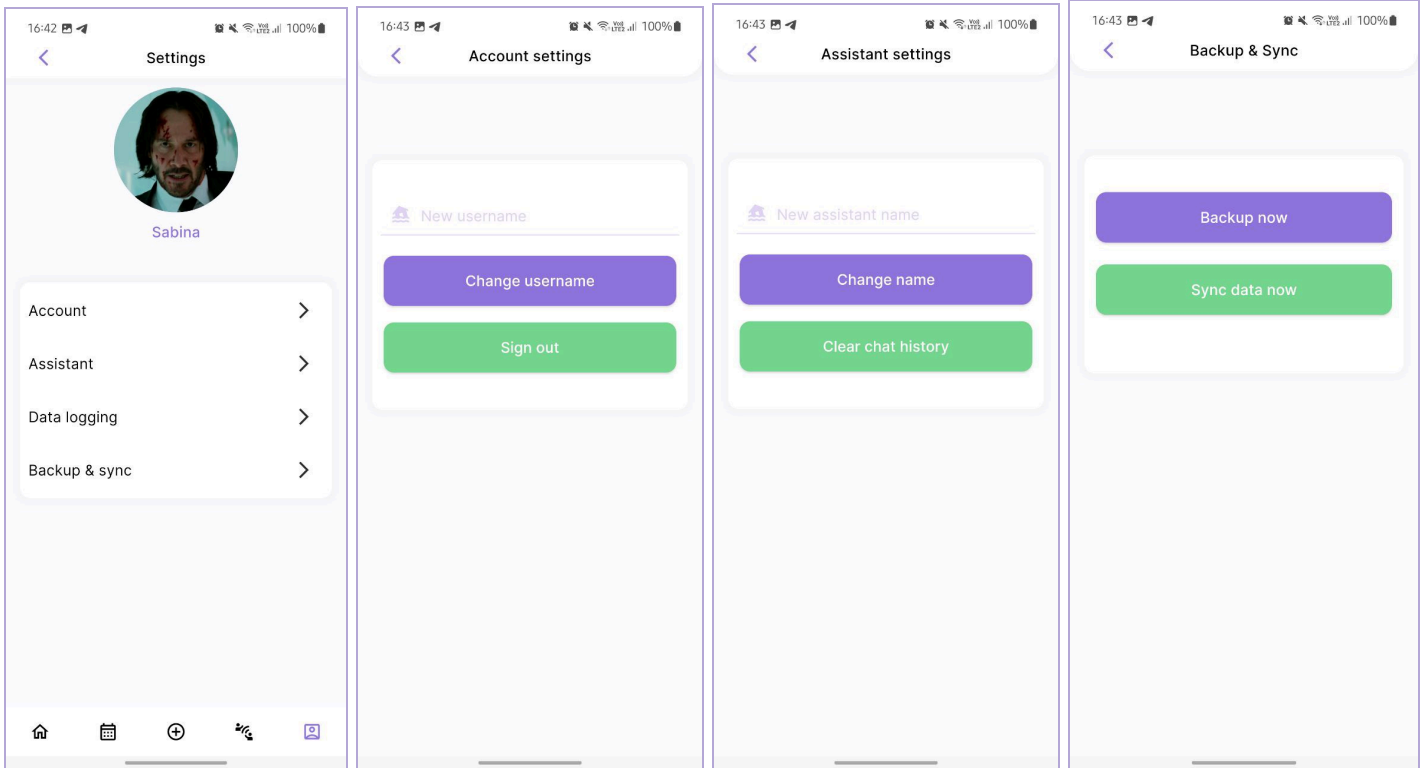 16:42
100%
Settings
Sabina
Account
Assistant
Data logging
Backup & sync
16:43
100%
Account settings
New username
Change username
Sign out
16:43
100%
Assistant settings
New assistant name
Change name
Clear chat history
16:43
100%
Backup & Sync
Backup now
Sync data now